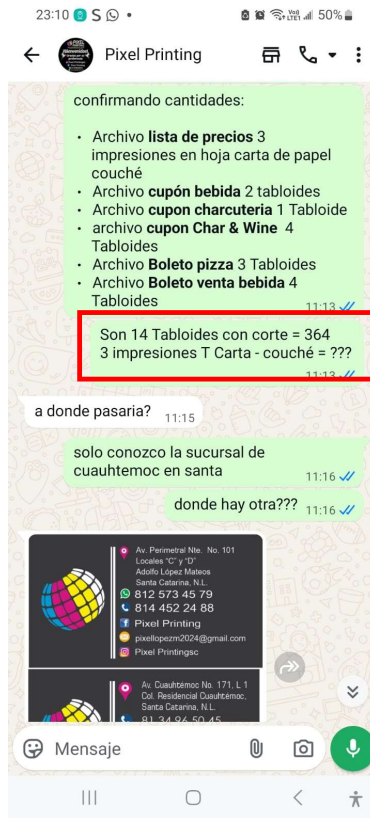 23:10
50%
Pixel Printing
confirmando cantidades:
· Archivo lista de precios 3
impresiones en hoja carta de papel
couché
· Archivo cupón bebida 2 tabloides
· Archivo cupon charcuteria 1 Tabloide
· archivo cupon Char & Wine 4
Tabloides
· Archivo Boleto pizza 3 Tabloides
· Archivo Boleto venta bebida 4
Tabloides
11:13
Son 14 Tabloides con corte = 364
3 impresiones T Carta - couché = ???
11:13
a donde pasaria?
11:15
solo conozco la sucursal de
cuauhtemoc en santa
11:16
donde hay otra???
11:16
Av. Perimetral Nte. No. 101
Locales "C" y "D"
Adolfo López Mateos
Santa Catarina, N.L.
812 573 45 79
814 452 24 88
Pixel Printing
pixellopezm2024@gmail.com
Pixel Printingsc
Av. Cuauhtémoc No. 171, L 1
Col. Residencial Cuauhtémoc,
Santa Catarina, N.L.
81 34 96 50 45
Mensaje